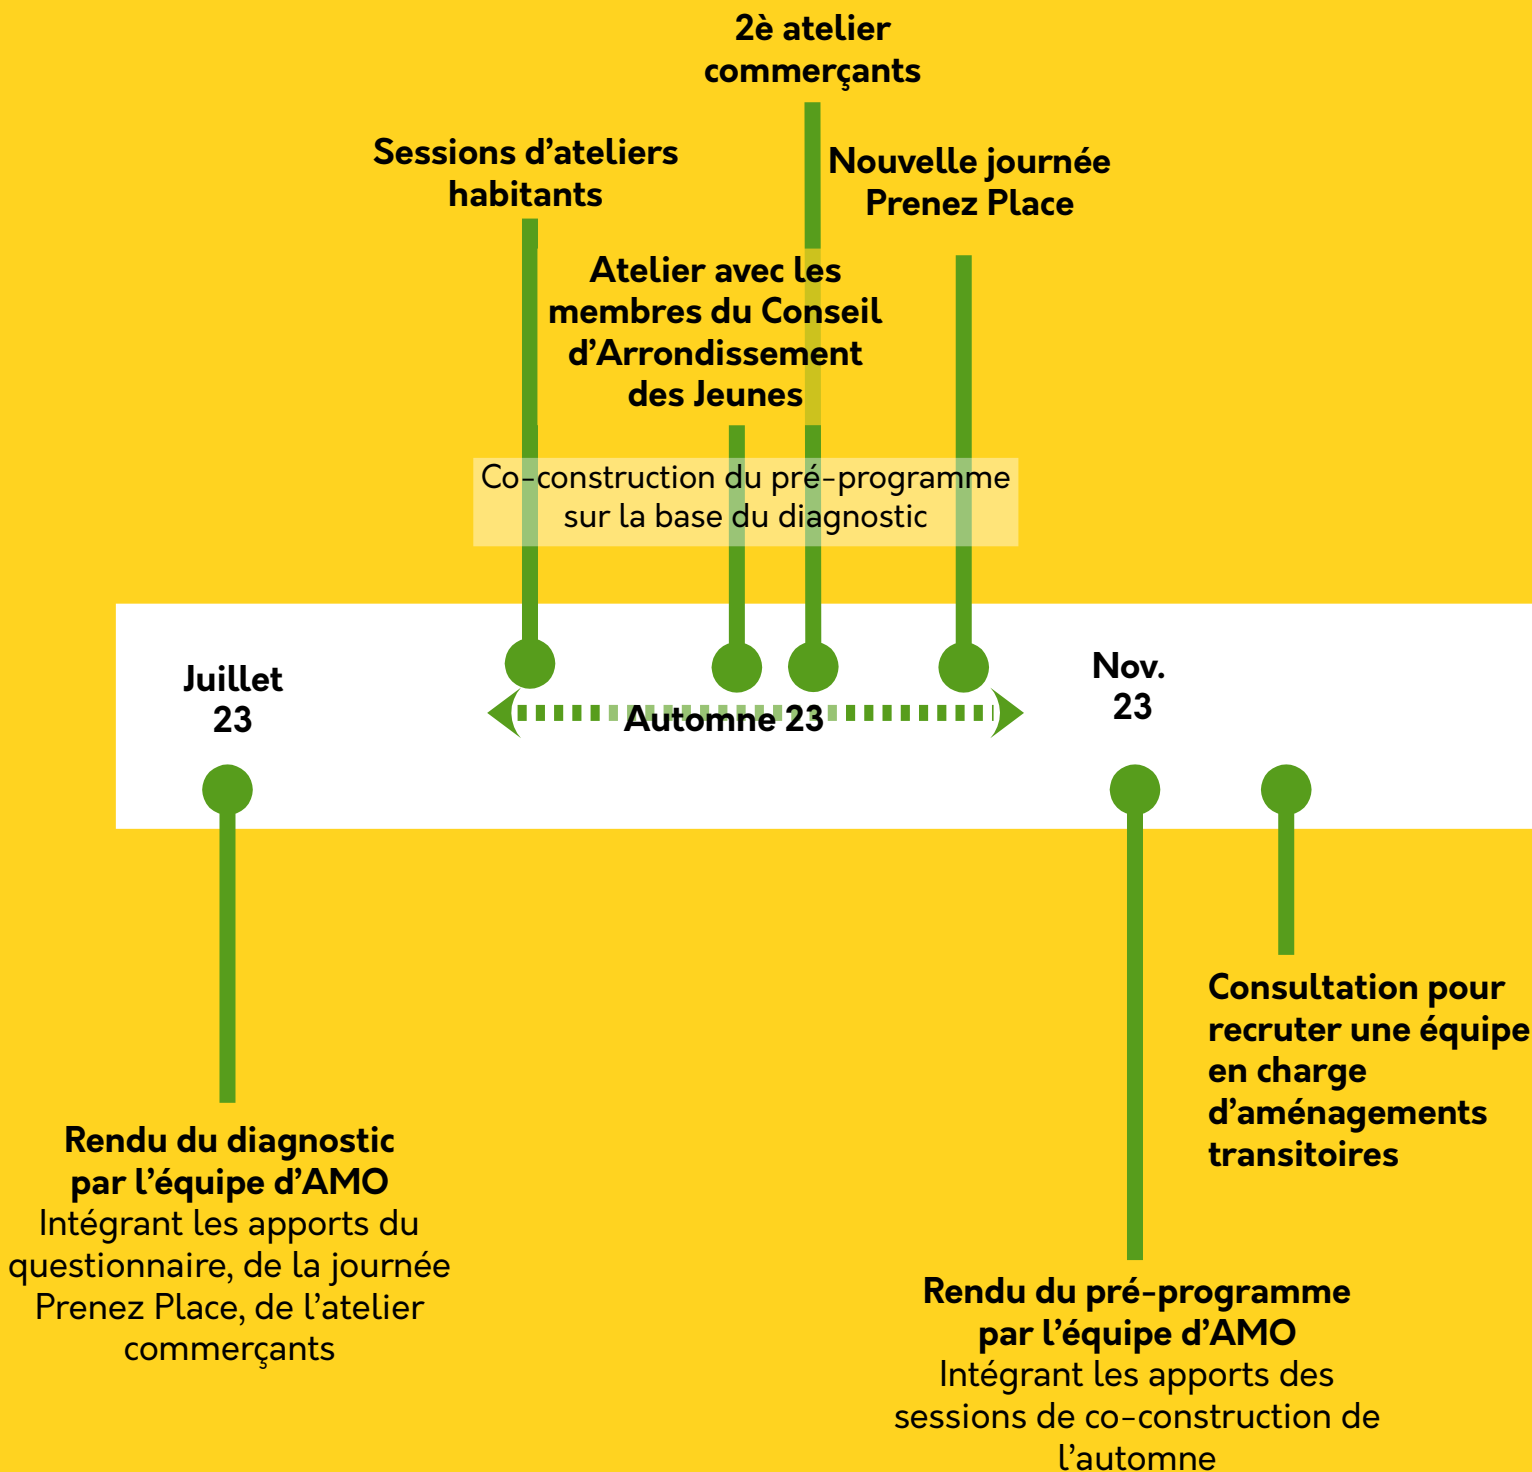 2è atelier
commerçants
Sessions d’ateliers
habitants
Nouvelle journée
Prenez Place
Atelier avec les
membres du Conseil
d’Arrondissement
des Jeunes
Co-construction du pré-programme
sur la base du diagnostic
Juillet
23
Automne 23
Nov.
23
Rendu du diagnostic
par l’équipe d’AMO
Intégrant les apports du
questionnaire, de la journée
Prenez Place, de l’atelier
commerçants
Rendu du pré-programme
par l’équipe d’AMO
Intégrant les apports des
sessions de co-construction de
l’automne
Consultation pour
recruter une équipe
en charge
d’aménagements
transitoires